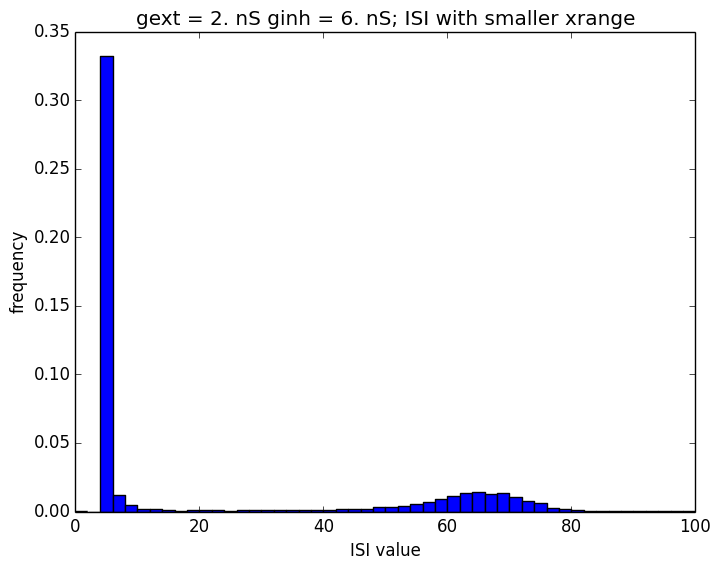 gext = 2. nS ginh = 6. nS; ISI with smaller xrange
0.35
0.30
0.25
0.20
0.15
0.10
0.05
0.00
frequency
0 20 40 60 80 100
ISI value